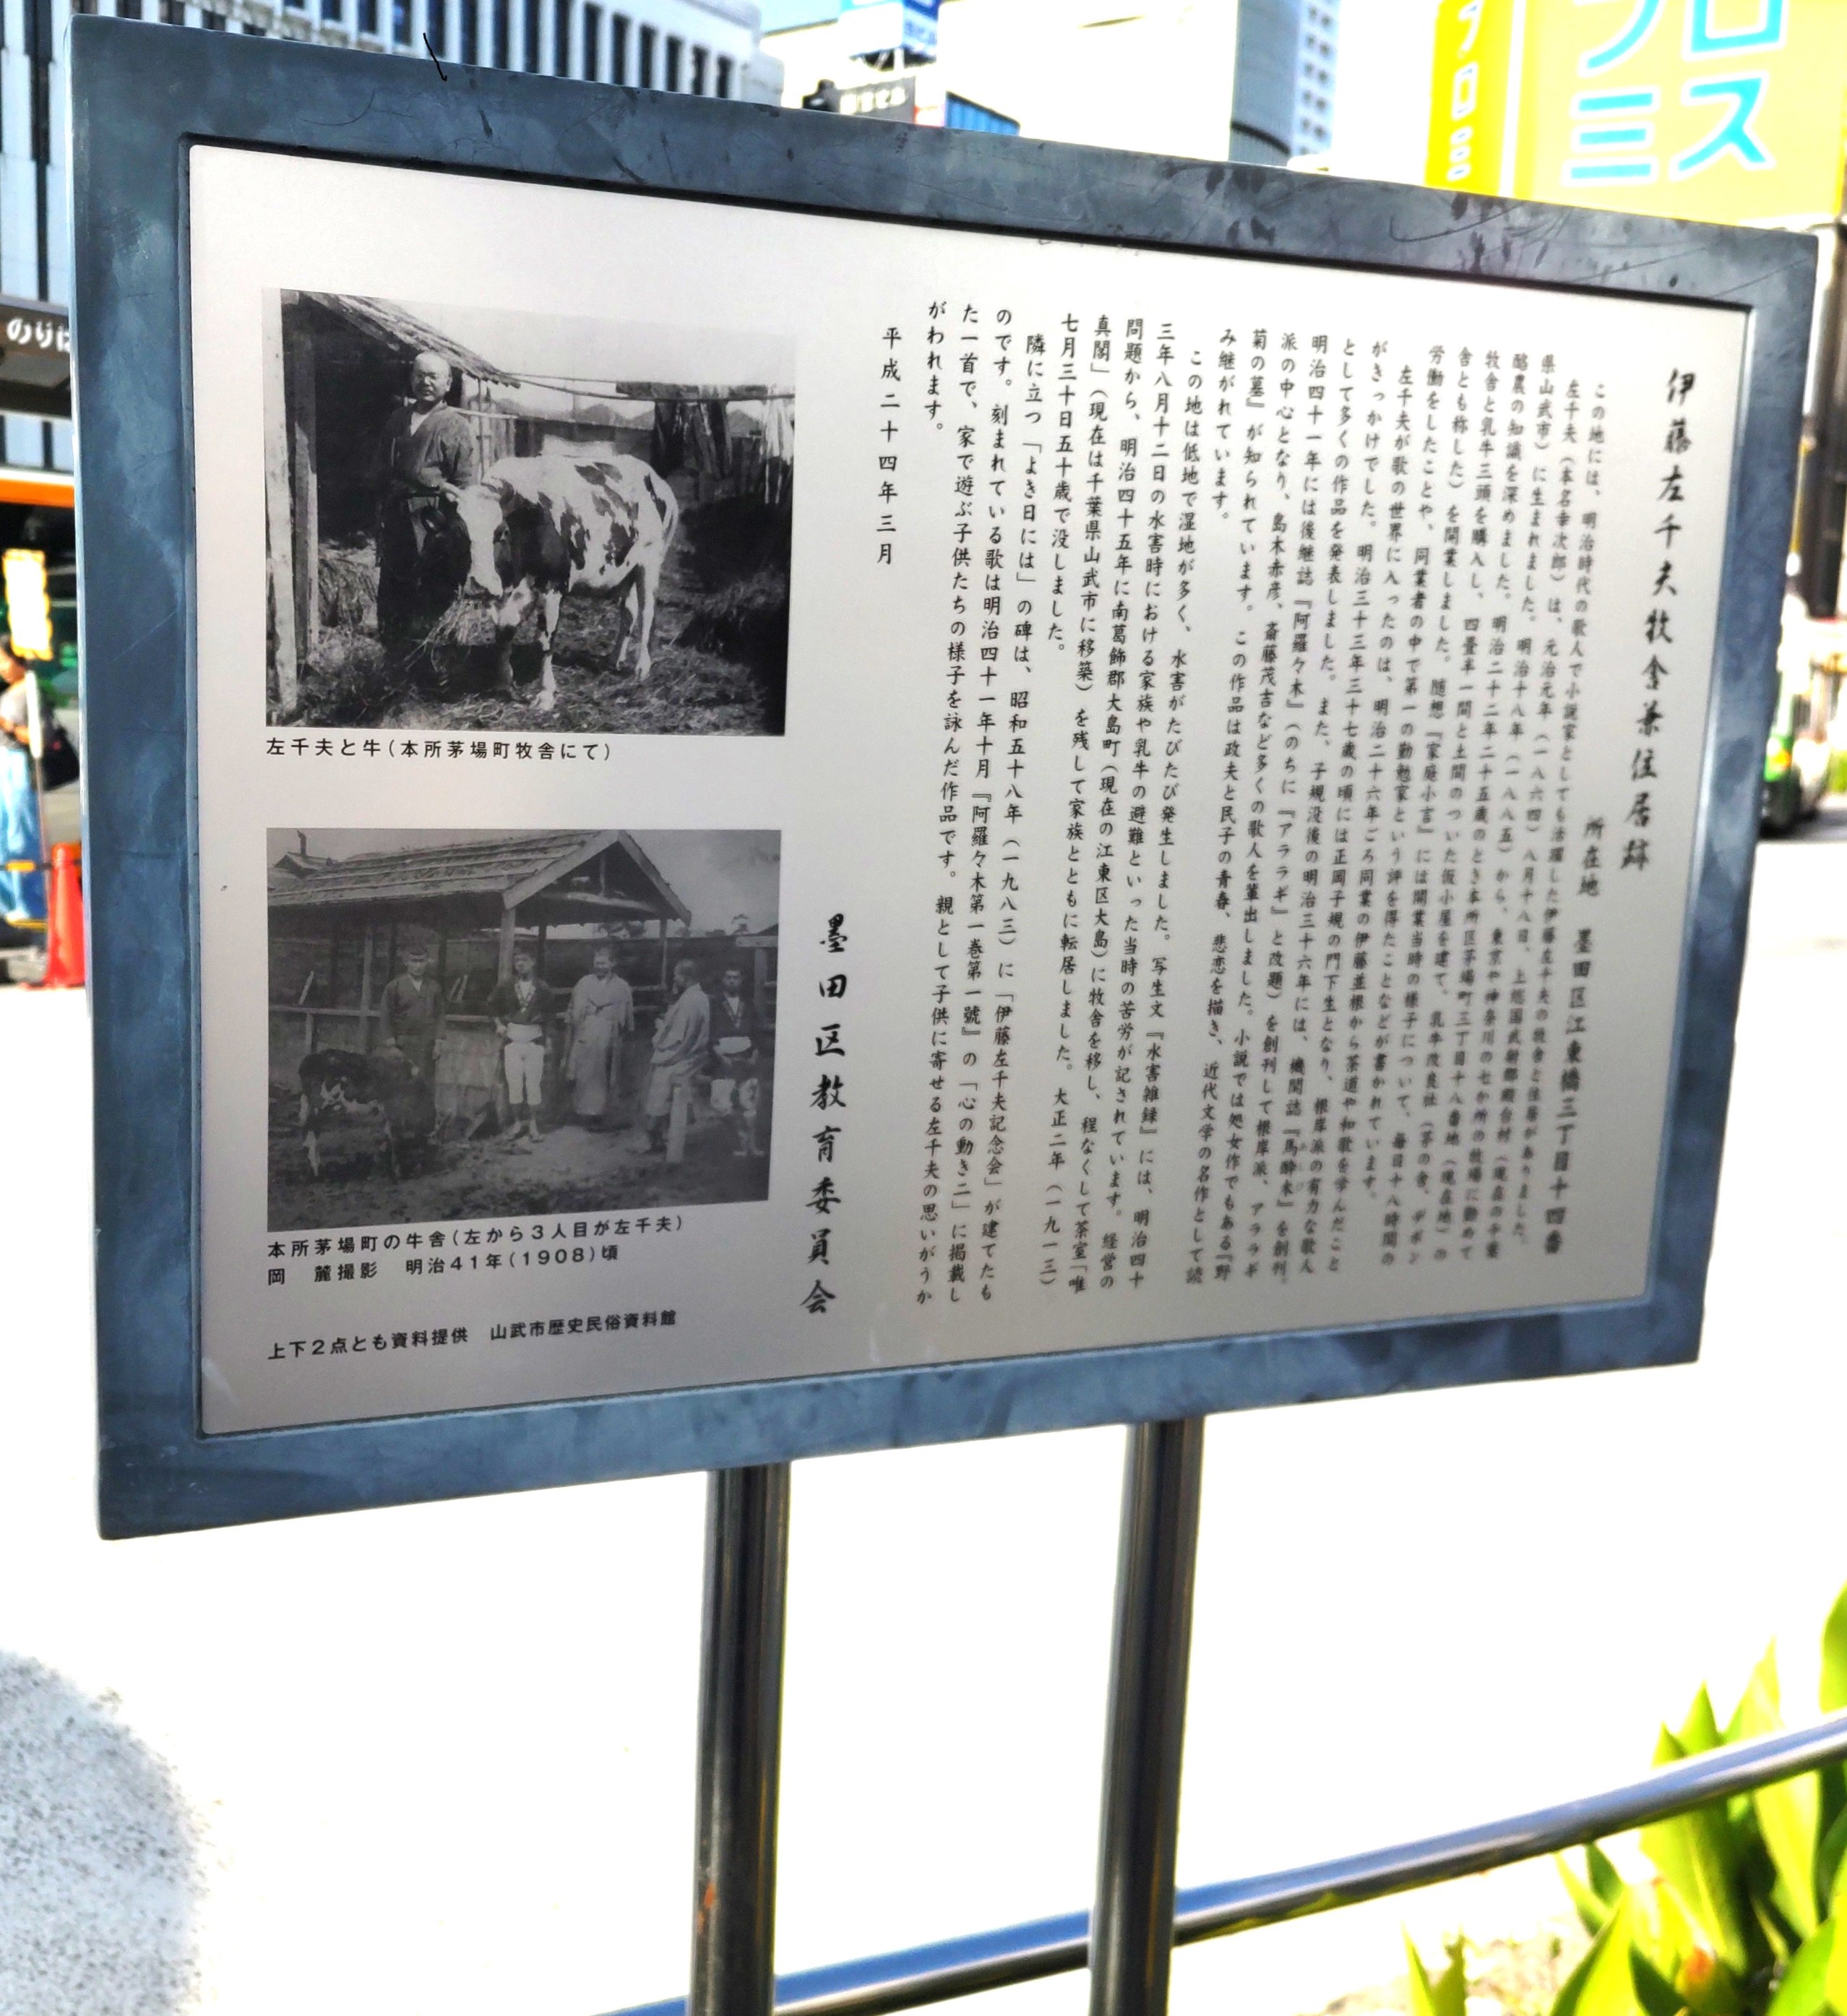 伊藤左千夫牧舎兼住居跡
所在地　墨田区江東橋三丁目十四番
この地には、明治時代の歌人で小説家としても活躍した伊藤左千夫の牧舎と住居がありました。
左千夫（本名幸次郎）は、元治元年（一八六四）八月十八日、上総国武射郡殿台村（現在の千葉
県山武市）に生まれました。明治十八年（一八八五）から、東京や神奈川の七か所の牧場に勤めて
酪農の知識を深めました。明治二十二年二十五歳のとき本所区茅場町三丁目十八番地（現在地）の
牧舎と乳牛三頭を購入し、四畳半一間と土間のついた仮小屋を建て、乳牛改良社（茅の舎、デボン
舎とも称した）を開業しました。随想『家庭小言』には開業当時の様子について、毎日十八時間の
労働をしたことや、同業者の中で第一の勤勉家という評を得たことなどが書かれています。
左千夫が歌の世界に入ったのは、明治二十六年ごろ同業の伊藤並根から茶道や和歌を学んだこと
がきっかけでした。明治三十三年三十七歳の頃には正岡子規の門下生となり、根岸派の有力な歌人
として多くの作品を発表しました。また、子規没後の明治三十六年には、機関誌『馬酔木』を創刊。
明治四十一年には後継誌『阿羅々木』（のちに『アララギ』と改題）を創刊して根岸派、アララギ
派の中心となり、島木赤彦、斎藤茂吉など多くの歌人を輩出しました。小説では処女作でもある『野
菊の墓』が知られています。この作品は政夫と民子の青春、悲恋を描き、近代文学の名作として読
み継がれています。
この地は低地で湿地が多く、水害がたびたび発生しました。写生文『水害雑録』には、明治四十
三年八月十二日の水害時における家族や乳牛の避難といった当時の苦労が記されています。経営の
問題から、明治四十五年に南葛飾郡大島町（現在の江東区大島）に牧舎を移し、程なくして茶室「唯
真閣」（現在は千葉県山武市に移築）を残して家族とともに転居しました。大正二年（一九一三）
七月三十日五十歳で没しました。
隣に立つ「よき日には」の碑は、昭和五十八年（一九八三）に「伊藤左千夫記念会」が建てたも
のです。刻まれている歌は明治四十一年十月『阿羅々木第一巻第一號』の「心の動き二」に掲載し
た一首で、家で遊ぶ子供たちの様子を詠んだ作品です。親として子供に寄せる左千夫の思いがうか
がわれます。
平成二十四年三月
墨田区教育委員会
左千夫と牛（本所茅場町牧舎にて）
本所茅場町の牛舎（左から３人目が左千夫）
岡　麓撮影　明治41年（1908）頃
上下２点とも資料提供　山武市歴史民俗資料館
プロミス
プロミ
のりば